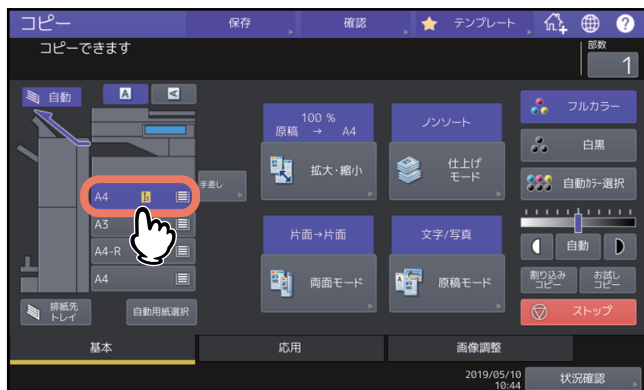 コピー
保存
確認
テンプレート
?
コピーできます
部数
1
自動
A
A
フルカラー
100 %
原稿 → A4
ノンソート
白黒
拡大・縮小
仕上げ
モード
手差し
自動ｶﾗｰ選択
A4
A3
片面→片面
文字/写真
A4-R
自動
両面モード
原稿モード
A4
割り込み
コピー
お試し
コピー
排紙先
トレイ
自動用紙選択
ストップ
基本
応用
画像調整
2019/05/10
10:44
状況確認